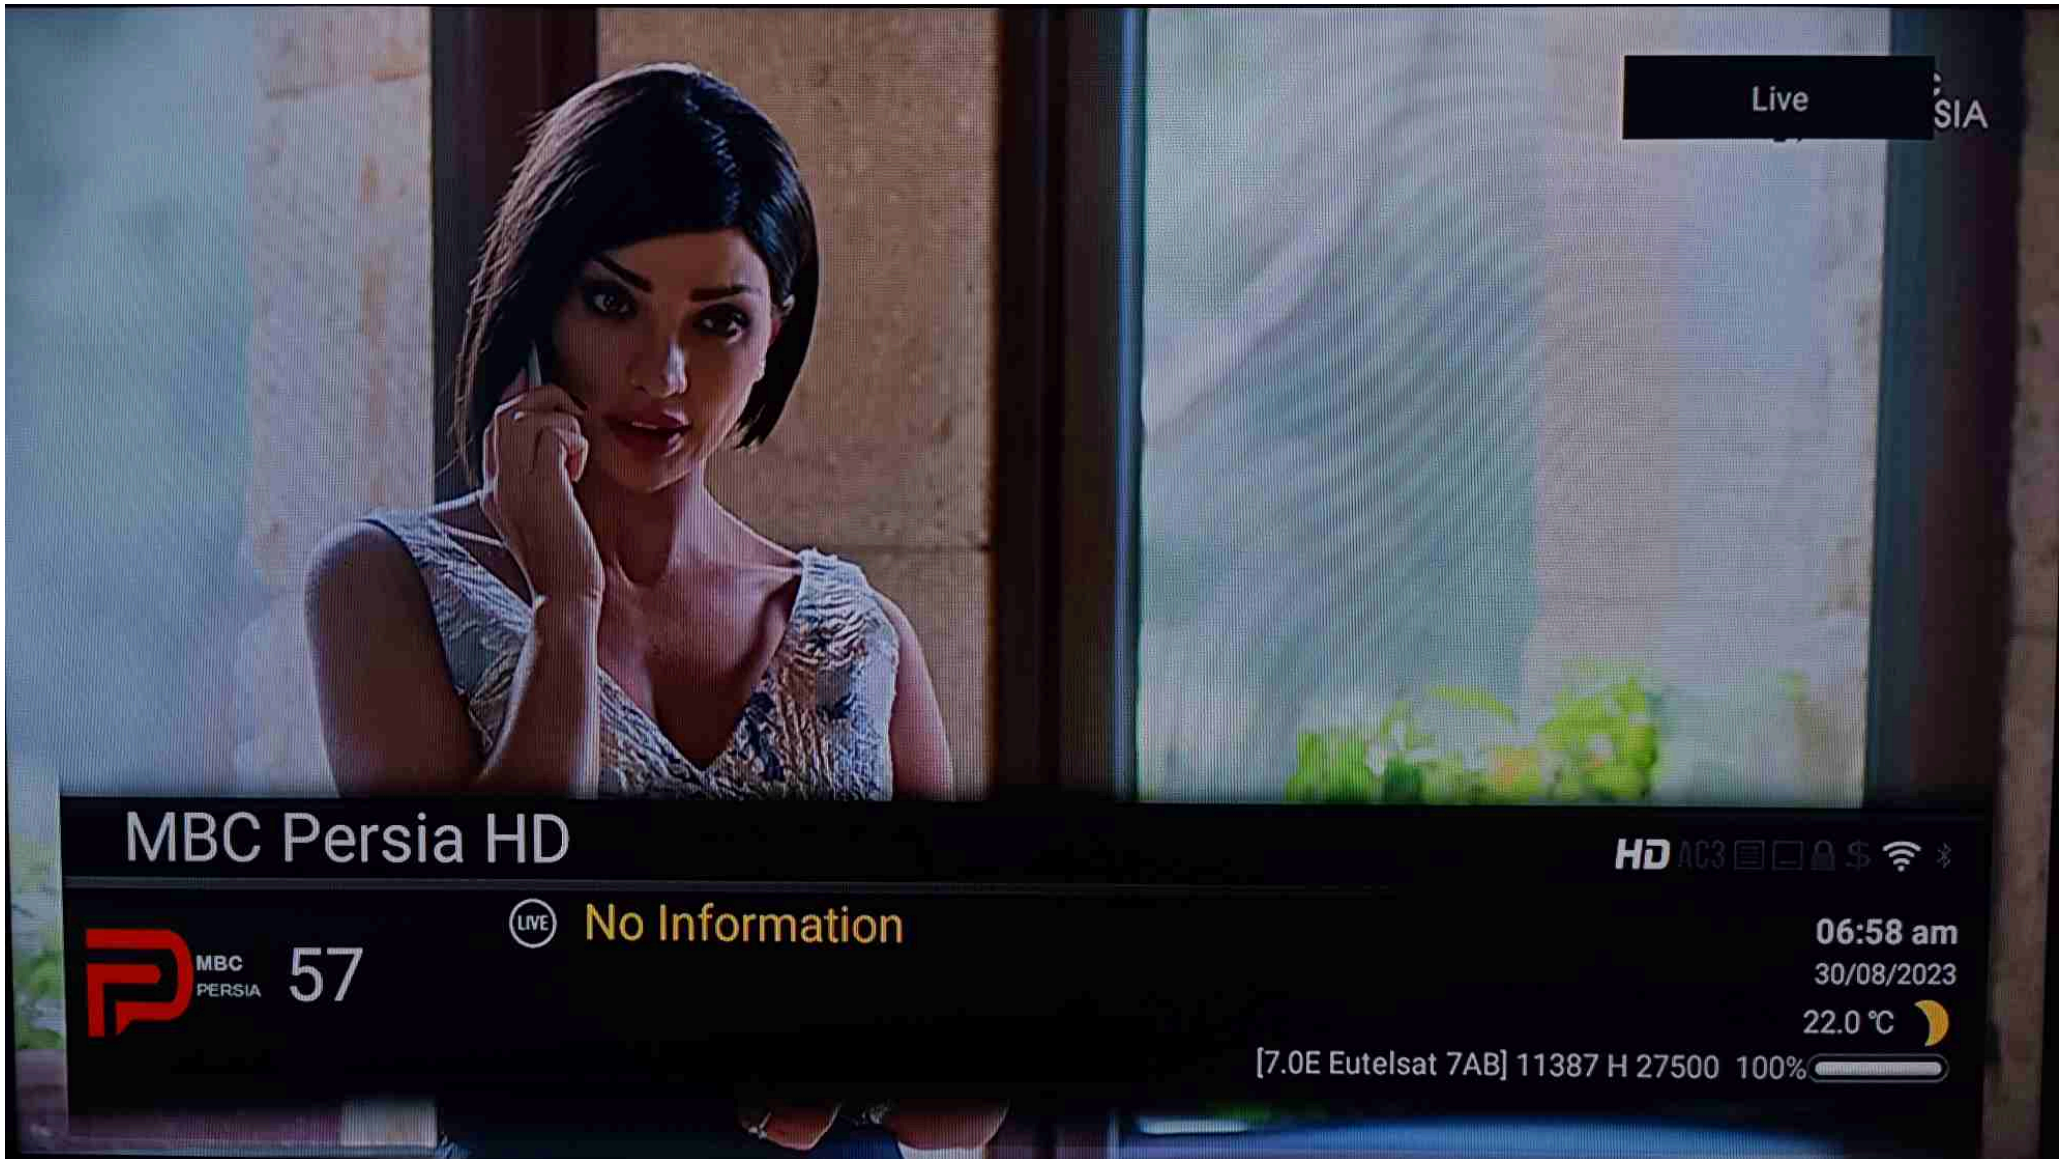 Live
SIA
MBC Persia HD
HD AC3 $
LIVE No Information
MBC
PERSIA
57
06:58 am
30/08/2023
22.0 °C
[7.0E Eutelsat 7AB] 11387 H 27500 100%